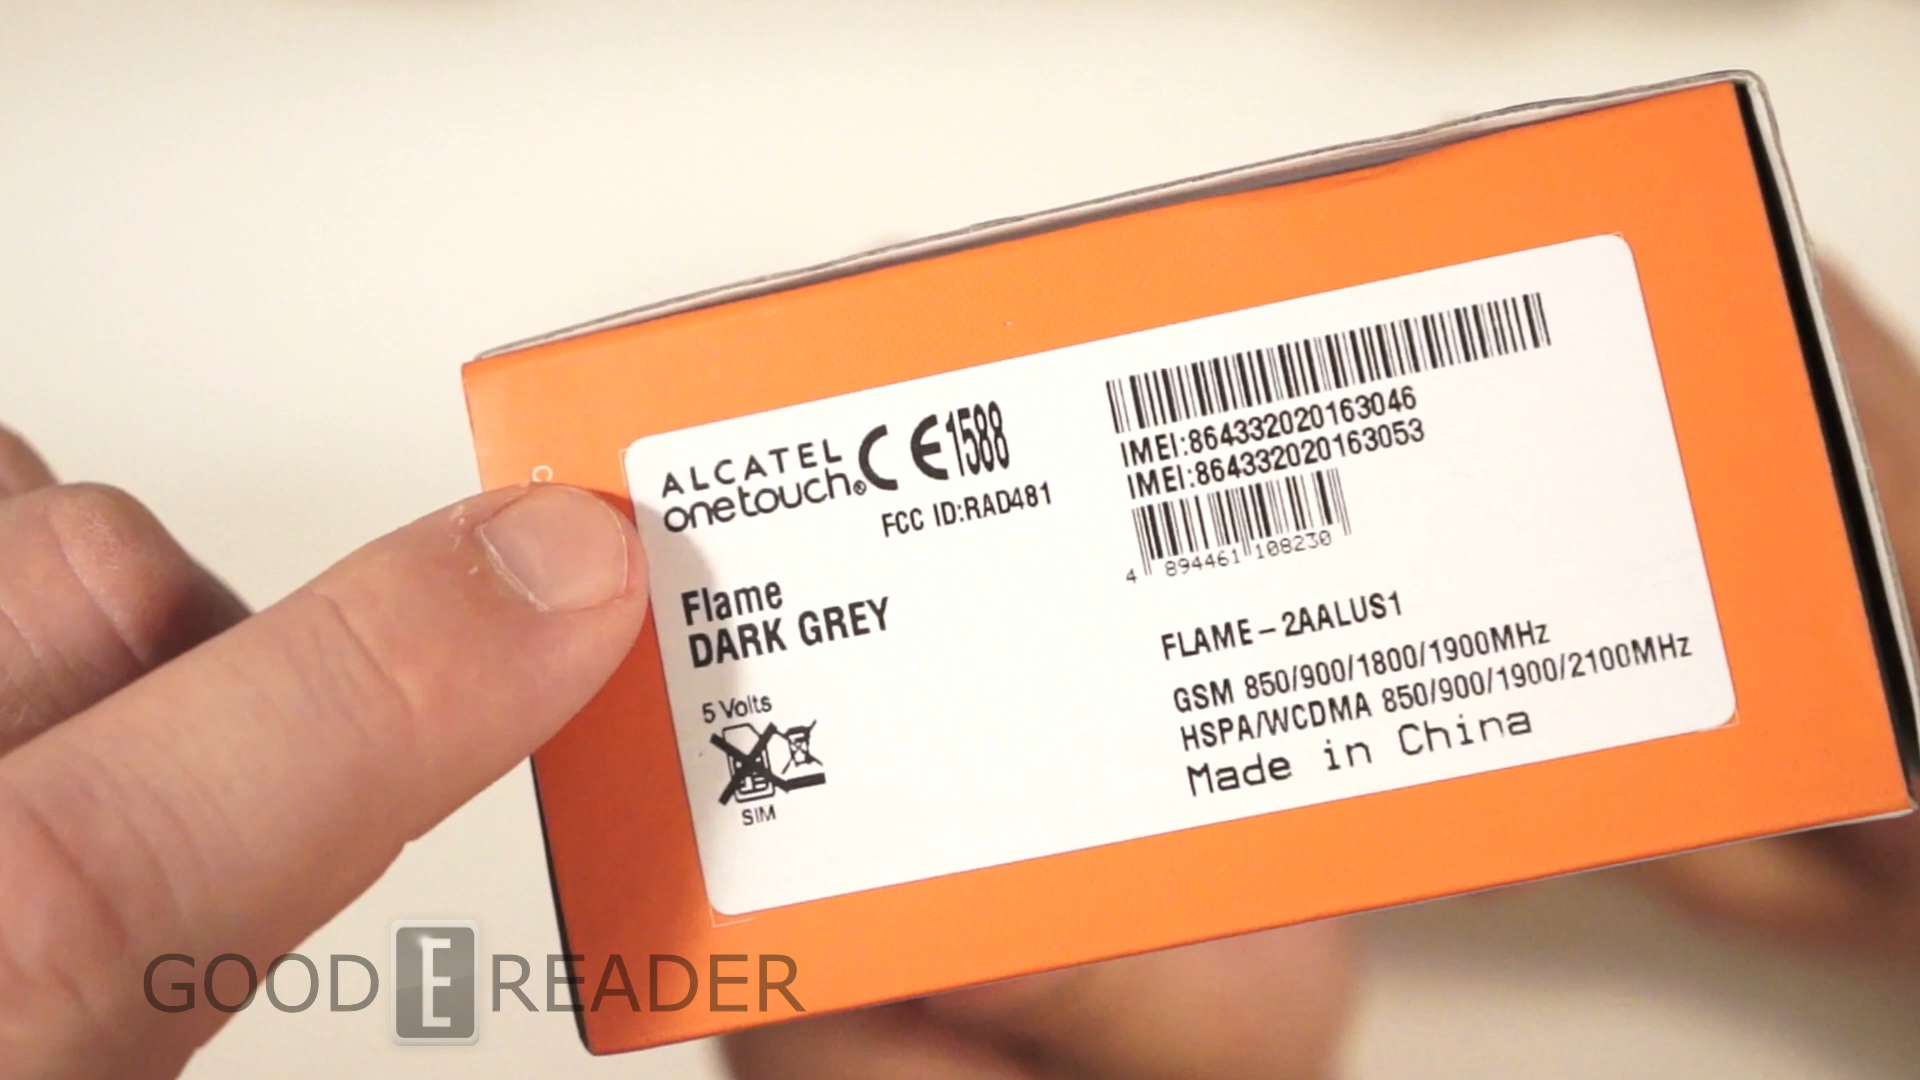 ALCATEL
onetouch®
CE1588
FCC ID:RAD481
Flame
DARK GREY
5 Volts
SIM
IMEI:864332020163046
IMEI:864332020163053
4 894461 108230
FLAME-2AALUS1
GSM 850/900/1800/1900MHz
HSPA/WCDMA 850/900/1900/2100MHz
Made in China
GOOD E READER